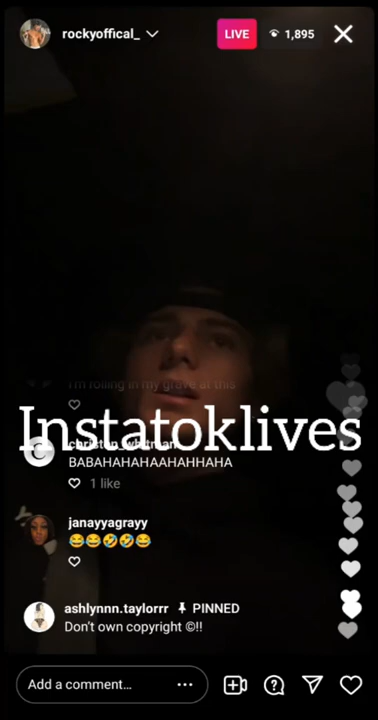 rockyoffical_
LIVE
1,895
I'm rolling in my grave at this
Instatoklives
BABAHAHAHAAHAHHAHA
1 like
janayyagrayy
😂😂🤣🤣😂
ashlynnn.taylorrr PINNED
Don't own copyright ©!!
Add a comment...